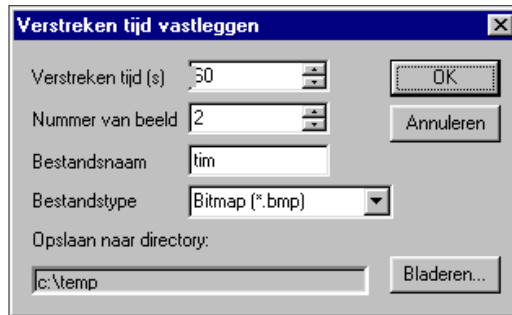 Verstreken tijd vastleggen
Verstreken tijd (s) 60
OK
Nummer van beeld 2
Annuleren
Bestandsnaam tim
Bestandstype Bitmap (*.bmp)
Opslaan naar directory:
c:\temp
Bladeren...